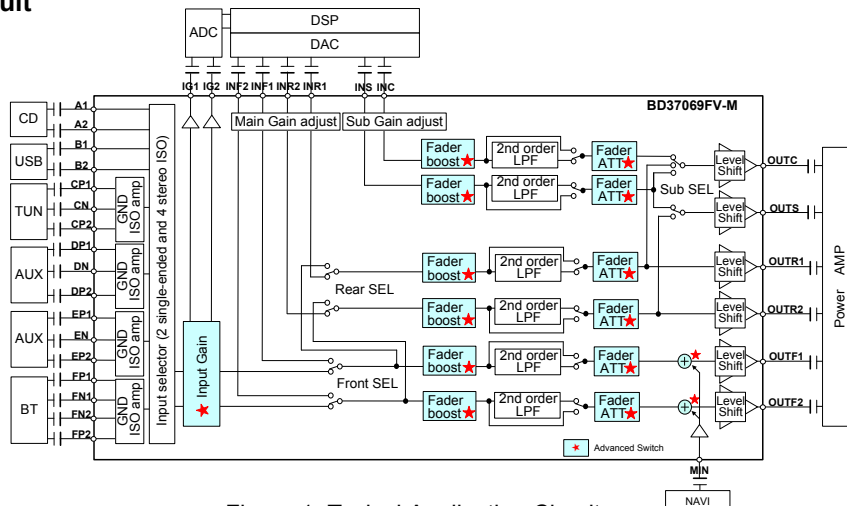 uit
DSP
ADC
DAC
IG1 IG2 INF2 INF1 INR2 INR1 INS INC
BD37069FV-M
Main Gain adjust
Sub Gain adjust
CD
A1
A2
USB
B1
B2
TUN
CP1
CN
CP2
GND
ISO amp
AUX
DP1
DN
DP2
GND
ISO amp
AUX
EP1
EN
EP2
GND
ISO amp
BT
FP1
FN1
FN2
FP2
GND
ISO amp
Input selector (2 single-ended and 4 stereo ISO)
Input Gain
Fader
boost
2nd order
LPF
Fader
ATT
Level
Shift
OUTC
Fader
boost
2nd order
LPF
Fader
ATT
Sub SEL
Level
Shift
OUTS
Rear SEL
Fader
boost
2nd order
LPF
Fader
ATT
Level
Shift
OUTR1
Fader
boost
2nd order
LPF
Fader
ATT
Level
Shift
OUTR2
Front SEL
Fader
boost
2nd order
LPF
Fader
ATT
Level
Shift
OUTF1
Fader
boost
2nd order
LPF
Fader
ATT
Level
Shift
OUTF2
Power AMP
Advanced Switch
MIN
NAVI